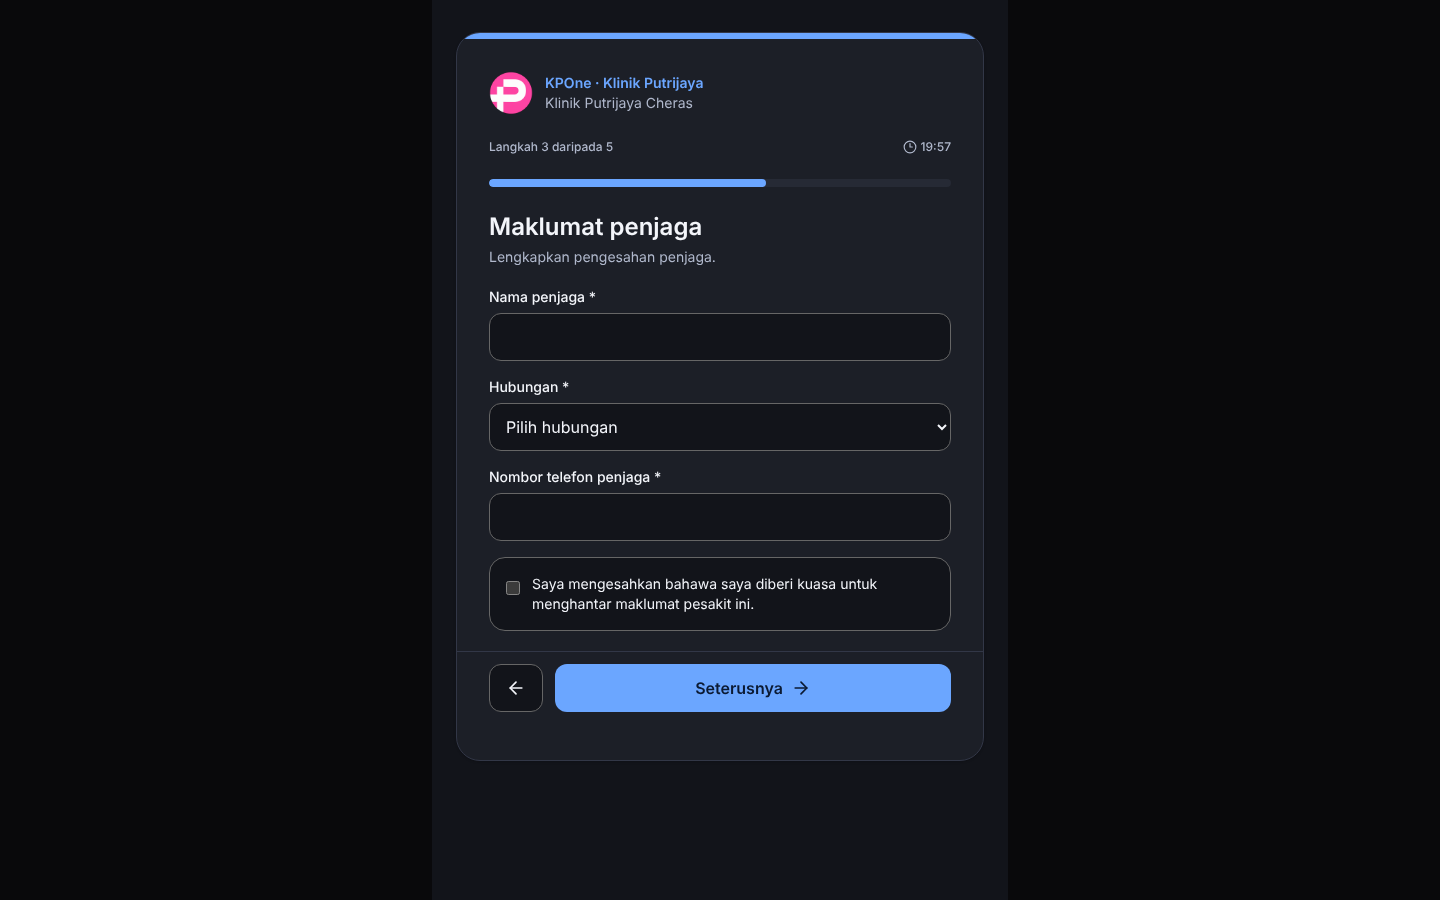 KPOne · Klinik Putrijaya
Klinik Putrijaya Cheras
Langkah 3 daripada 5
19:57
Maklumat penjaga
Lengkapkan pengesahan penjaga.
Nama penjaga *
Hubungan *
Pilih hubungan
Nombor telefon penjaga *
Saya mengesahkan bahawa saya diberi kuasa untuk
menghantar maklumat pesakit ini.
Seterusnya